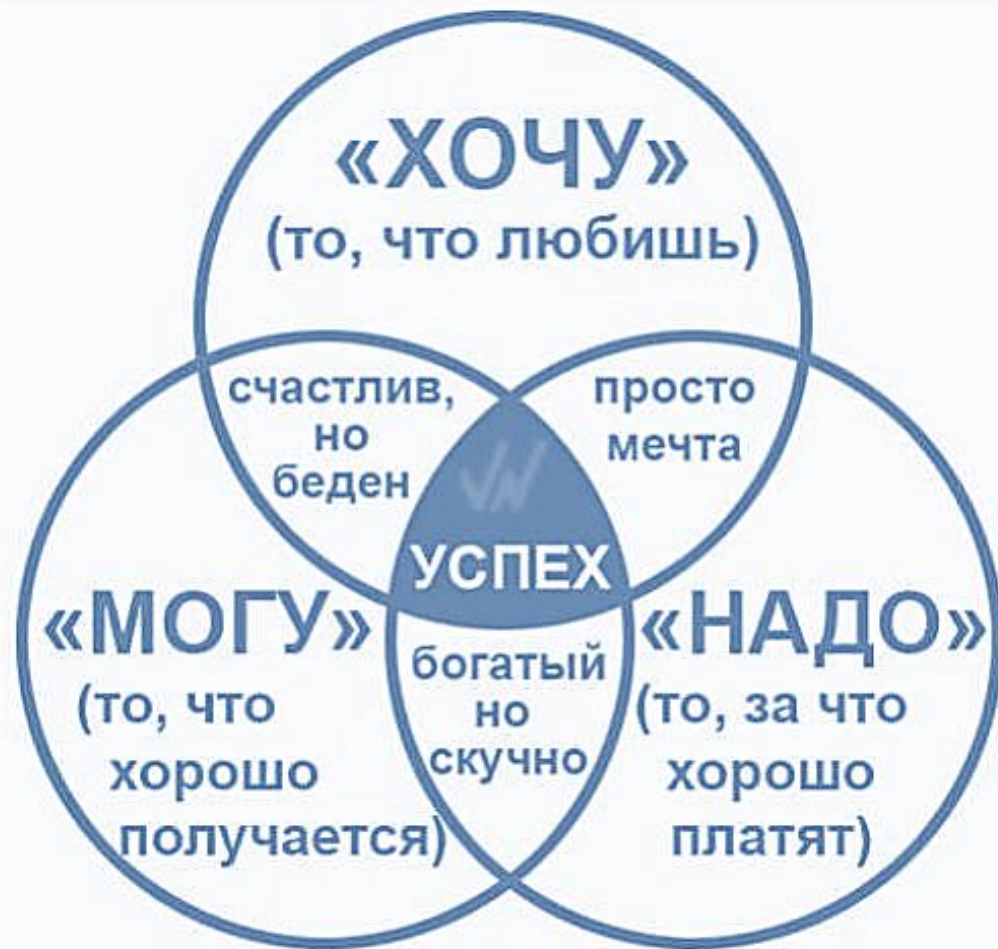 «ХОЧУ»
(то, что любишь)
счастлив,
но
беден
просто
мечта
УСПЕХ
«МОГУ»
(то, что
хорошо
получается)
богатый
но
скучно
«НАДО»
(то, за что
хорошо
платят)